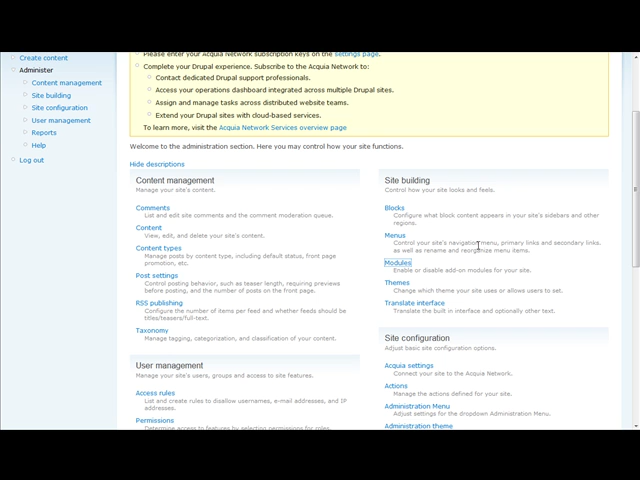 Create content
Administer
Content management
Site building
Site configuration
User management
Reports
Help
Log out
Please enter your Acquia Network subscription keys on the settings page.
Complete your Drupal experience. Subscribe to the Acquia Network to:
Contact dedicated Drupal support professionals.
Access your operations dashboard integrated across multiple Drupal sites.
Assign and manage tasks across distributed website teams.
Extend your Drupal sites with cloud-based services.
To learn more, visit the Acquia Network Services overview page
Welcome to the administration section. Here you may control how your site functions.
Hide descriptions
Content management
Manage your site's content.
Comments
List and edit site comments and the comment moderation queue.
Content
View, edit, and delete your site's content.
Content types
Manage posts by content type, including default status, front page
promotion, etc.
Post settings
Control posting behavior, such as teaser length, requiring previews
before posting, and the number of posts on the front page.
RSS publishing
Configure the number of items per feed and whether feeds should be
titles/teasers/full-text.
Taxonomy
Manage tagging, categorization, and classification of your content.
User management
Manage your site's users, groups and access to site features.
Access rules
List and create rules to disallow usernames, e-mail addresses, and IP
addresses.
Permissions
Determine access to features by selecting permissions for roles.
Site building
Control how your site looks and feels.
Blocks
Configure what block content appears in your site's sidebars and other
regions.
Menus
Control your site's navigation menu, primary links and secondary links.
as well as rename and reorganize menu items.
Modules
Enable or disable add-on modules for your site.
Themes
Change which theme your site uses or allows users to set.
Translate interface
Translate the built in interface and optionally other text.
Site configuration
Adjust basic site configuration options.
Acquia settings
Connect your site to the Acquia Network.
Actions
Manage the actions defined for your site.
Administration Menu
Adjust settings for the dropdown Administration Menu.
Administration theme